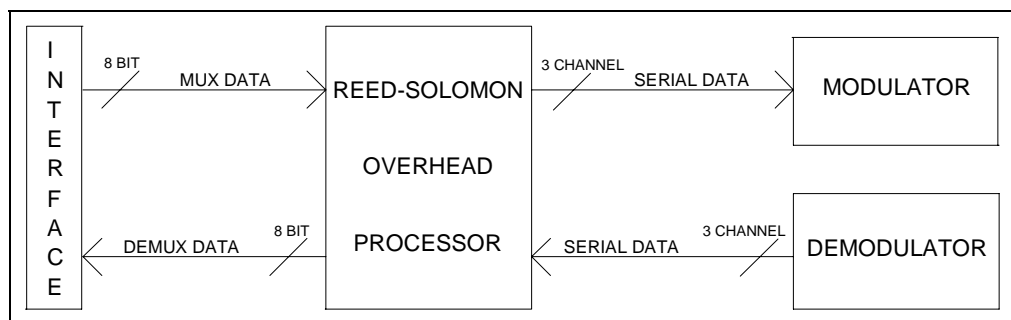 INTERFACE
8 BIT
MUX DATA
REED-SOLOMON
OVERHEAD
PROCESSOR
3 CHANNEL
SERIAL DATA
MODULATOR
DEMUX DATA
8 BIT
SERIAL DATA
3 CHANNEL
DEMODULATOR